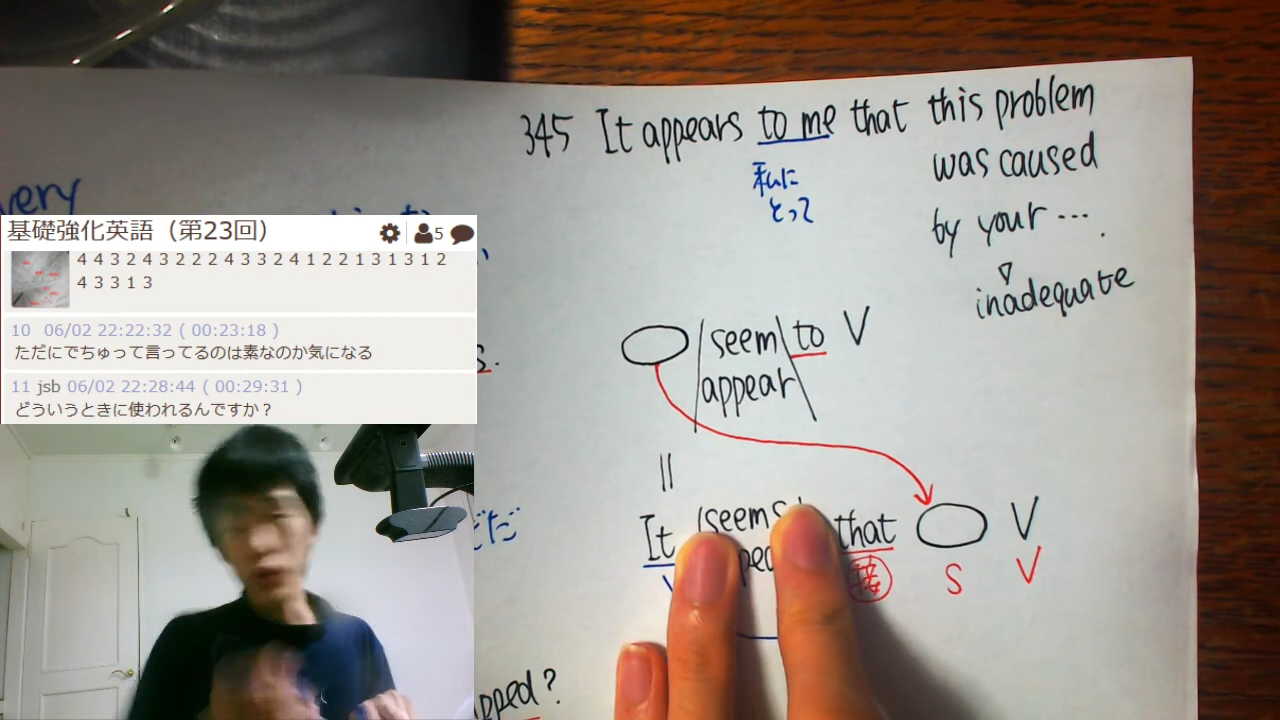 345 It appears to me that this problem
was caused
by your ….
inadequate
私に
とって
very
基礎強化英語（第23回）
5
4 4 3 2 4 3 2 2 2 4 3 3 2 4 1 2 2 1 3 1 3 1 2
4 3 3 1 3
10 06/02 22:22:32 ( 00:23:18 )
ただにでちゅって言ってるのは素なのか気になる
11 jsb 06/02 22:28:44 ( 00:29:31 )
どういうときに使われるんですか？
s.
seem to V
appear
It seems that V
接 S V